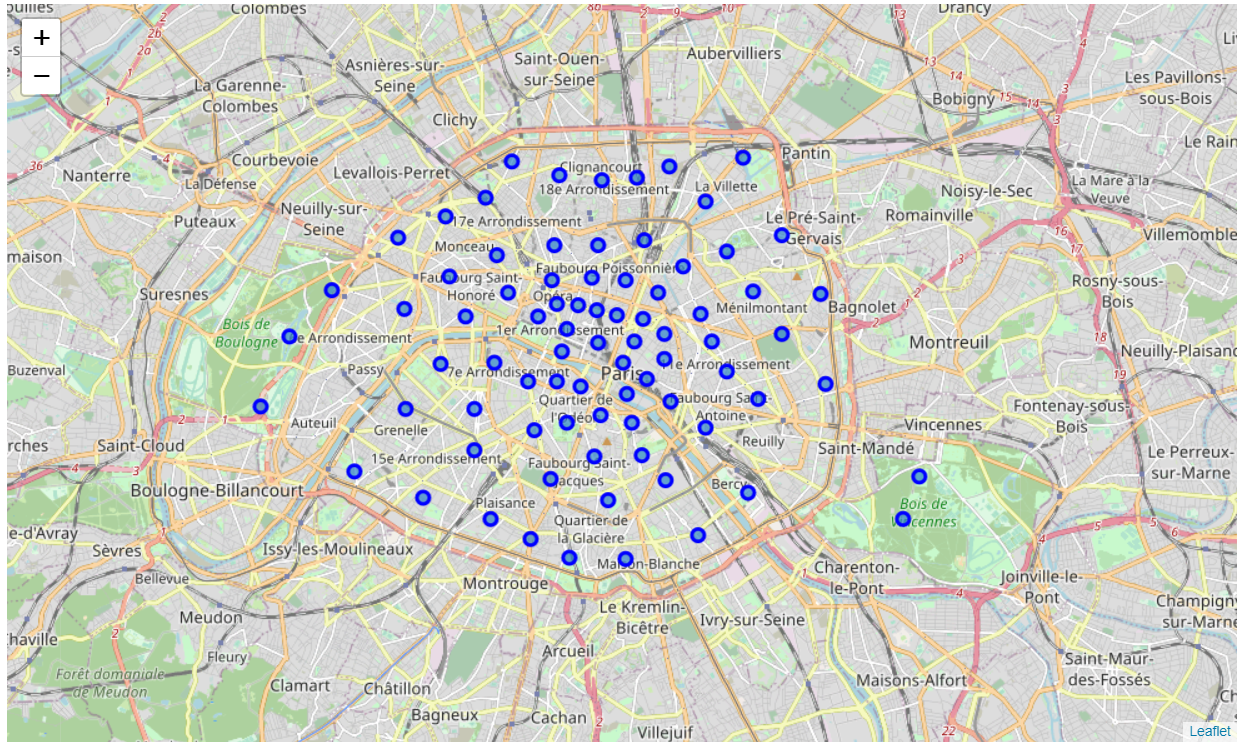 Colombes
Drancy
+
−
Saint-Ouen-
sur-Seine
Aubervilliers
Asnières-sur-
Seine
La Garenne-
Colombes
Les Pavillons-
sous-Bois
Bobigny
Clichy
Le Rain
Courbevoie
Levallois-Perret
Clignancourt
Pantin
Nanterre
La Défense
18e Arrondissement
La Villette
Noisy-le-Sec
La Mare à la
Veuve
Puteaux
Neuilly-sur-
Seine
17e Arrondissement
Le Pré-Saint-
Gervais
Romainville
Villemomble
Monceau
maison
Faubourg Saint-
Honoré
Faubourg Poissonnière
Suresnes
Opéra
Ménilmontant
Bagnolet
Rosny-sous-
Bois
Bois de
Boulogne
e Arrondissement
1er Arrondissement
Montreuil
Neuilly-Plaisanc
Buzenval
Passy
7e Arrondissement
Paris
1e Arrondissement
Quartier de
l'Odéon
Faubourg Saint-
Antoine
Fontenay-sous-
Bois
Auteuil
Grenelle
Vincennes
rches
Saint-Cloud
Reuilly
Saint-Mandé
Le Perreux-
sur-Marne
15e Arrondissement
Faubourg Saint-
Jacques
Boulogne-Billancourt
Plaisance
Bercy
Bois de
Vincennes
e-d'Avray
Sèvres
Issy-les-Moulineaux
Quartier de
la Glacière
Maison-Blanche
Bellevue
Montrouge
Charenton-
le-Pont
Joinville-le-
Pont
Champigny
sur-Marne
Meudon
Le Kremlin-
Bicêtre
Ivry-sur-Seine
haville
Fleury
Arcueil
Saint-Maur-
des-Fossés
Forêt domaniale
de Meudon
Clamart
Châtillon
Maisons-Alfort
Bagneux
Cachan
Villejuif
Leaflet